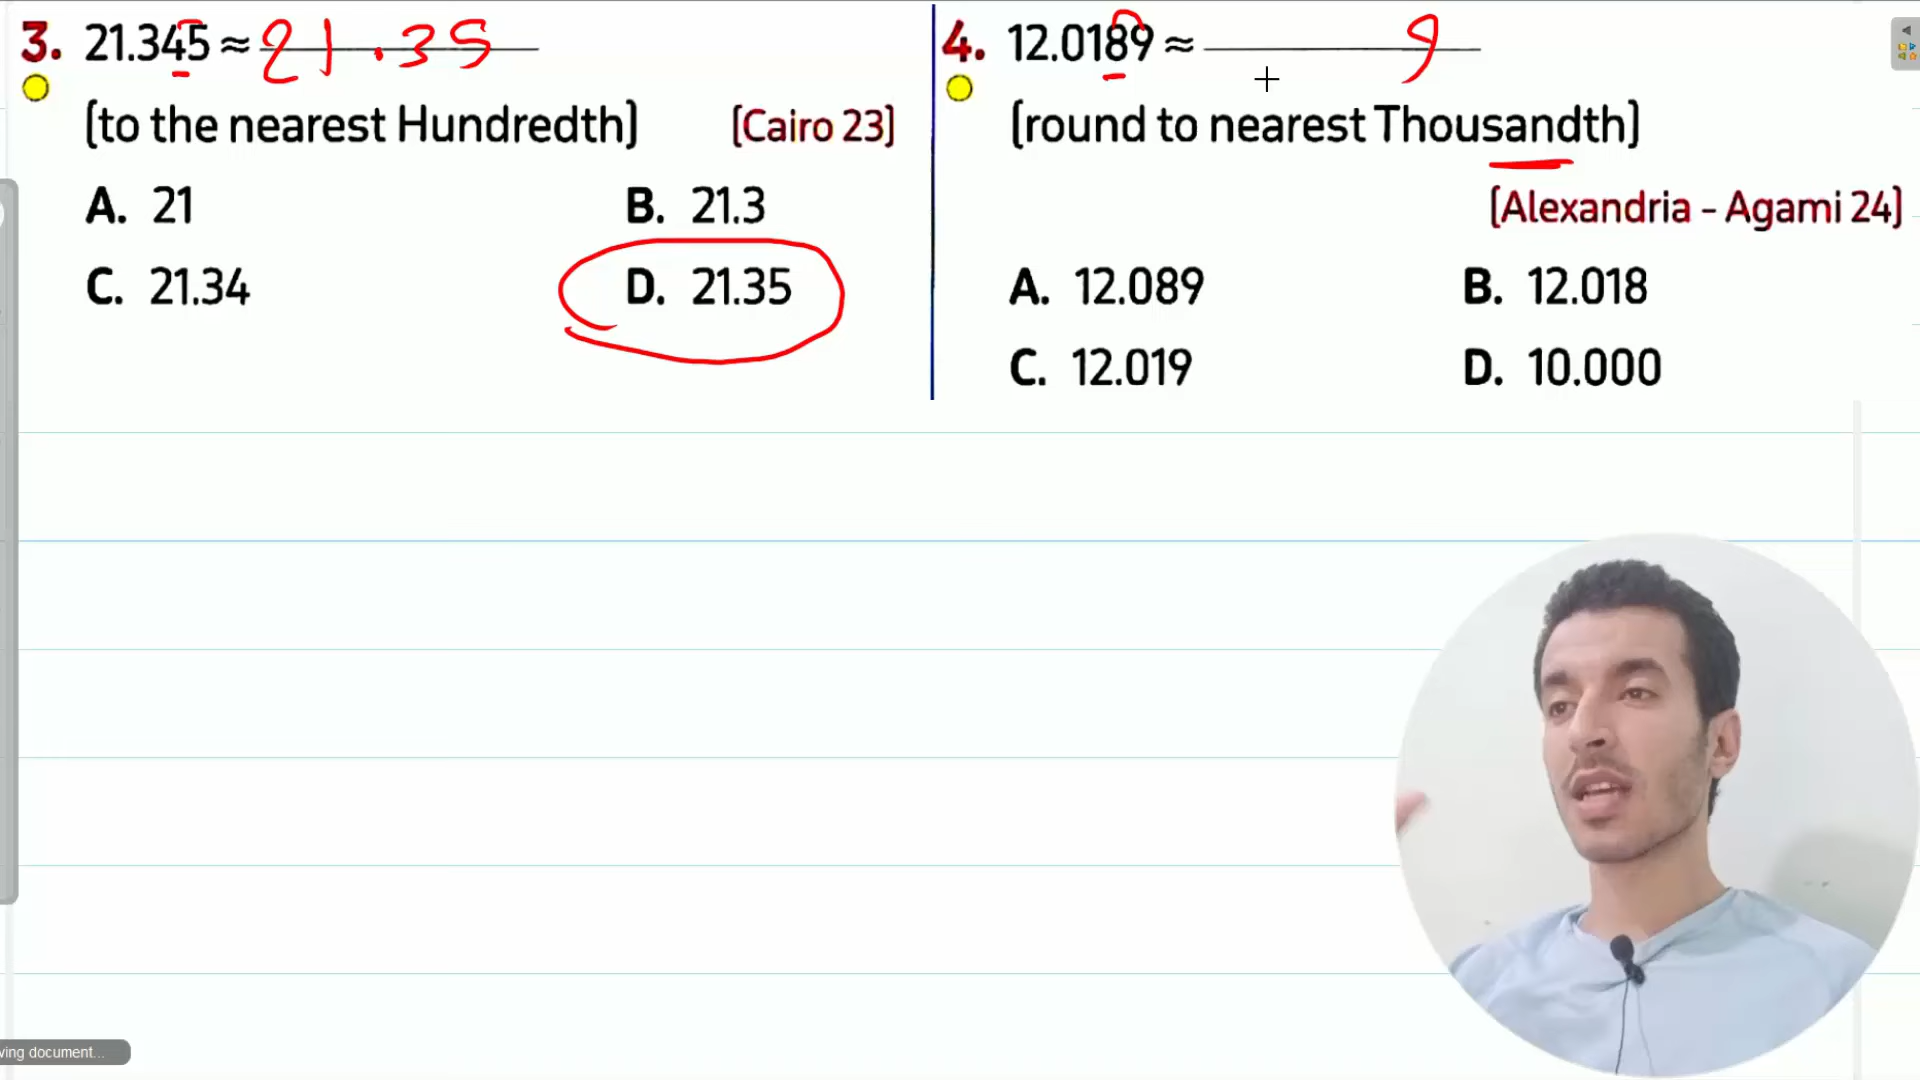 3. 21.345 ≈ 21.35
(to the nearest Hundredth) [Cairo 23]
A. 21 B. 21.3
C. 21.34 D. 21.35
4. 12.0189 ≈ 9
(round to nearest Thousandth)
[Alexandria - Agami 24]
A. 12.089 B. 12.018
C. 12.019 D. 10.000
ving document...